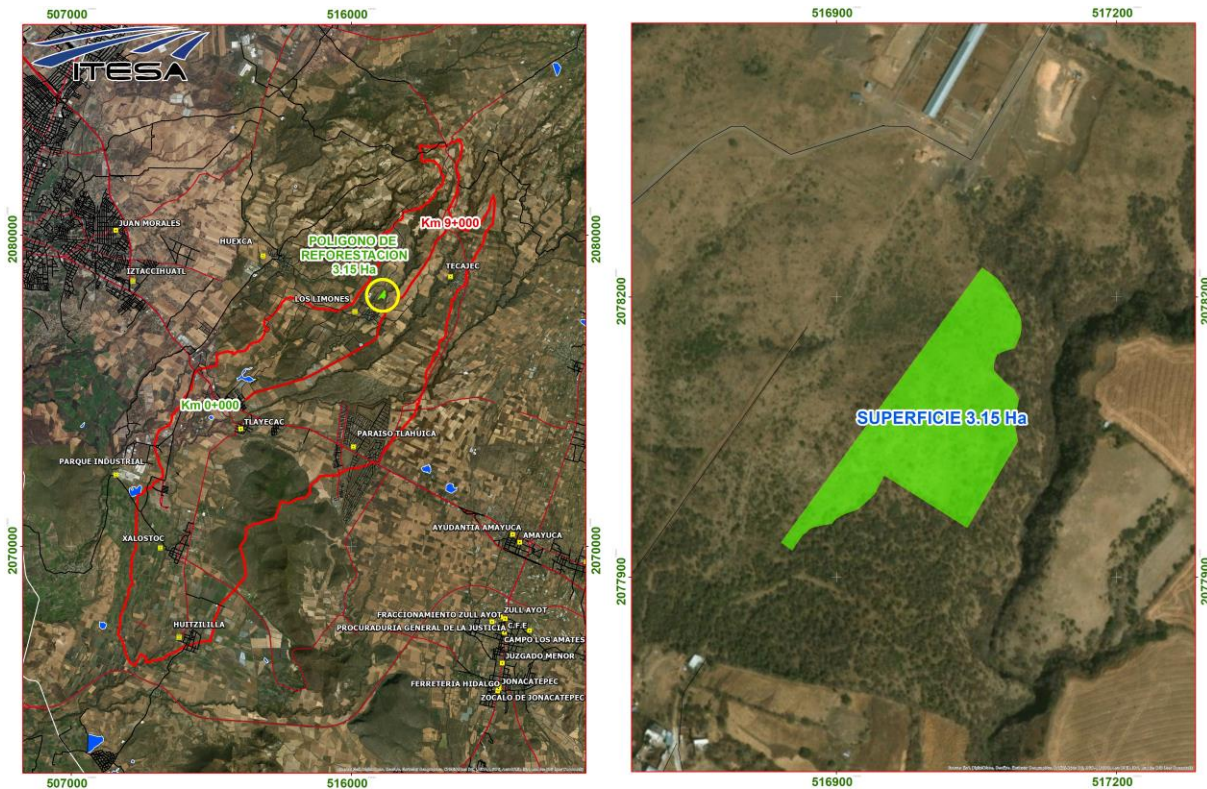 507000
516000
ITESA
JUAN MORALES
IZTACCIHUATL
HUEXCA
POLIGONO DE
REFORESTACION
3.15 Ha
Km 9+000
TECAJEC
LOS LIMONES
Km 0+000
TLAYECAC
PARAISO TLAHUICA
PARQUE INDUSTRIAL
XALOSTOC
AYUDANTIA AMAYUCA
AMAYUCA
HUITZILILLA
FRACCIONAMIENTO ZULL AYOT
ZULL AYOT
PROCURADURIA GENERAL DE LA JUSTICIA
C.F.E
CAMPO LOS AMATES
JUZGADO MENOR
FERRETERIA HIDALGO
JONACATEPEC
ZOCALO DE JONACATEPEC
2080000
2070000
2080000
2070000
507000
516000
516900
517200
SUPERFICIE 3.15 Ha
2078200
2077900
2078200
2077900
516900
517200